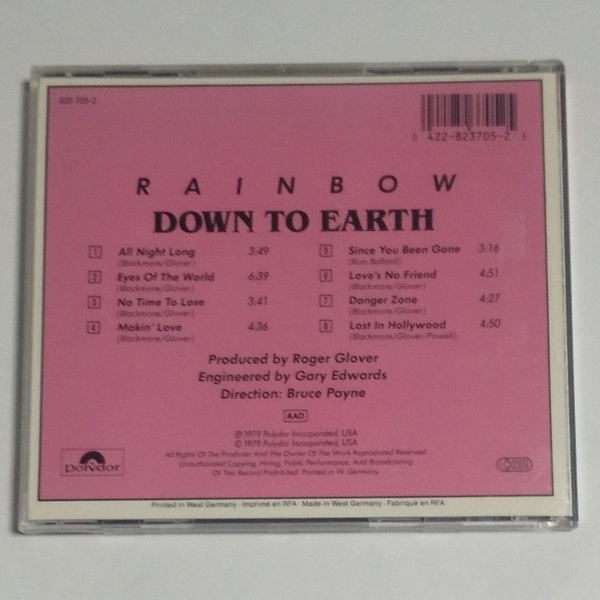 823 705-2
0 422-823705-2 5
RAINBOW
DOWN TO EARTH
1 All Night Long 3:49
(Blackmore/Glover)
2 Eyes Of The World 6:39
(Blackmore/Glover)
3 No Time To Lose 3:41
(Blackmore/Glover)
4 Makin' Love 4:36
(Blackmore/Glover)
5 Since You Been Gone 3:16
(Russ Ballard)
6 Love's No Friend 4:51
(Blackmore/Glover)
7 Danger Zone 4:27
(Blackmore/Glover)
8 Lost In Hollywood 4:50
(Blackmore/Glover/Powell)
Produced by Roger Glover
Engineered by Gary Edwards
Direction: Bruce Payne
AAD
℗ 1979 Polydor Incorporated, USA
© 1979 Polydor Incorporated, USA
All Rights Of The Producer And The Owner Of The Work Reproduced Reserved.
Unauthorized Copying, Hiring, Public Performance, And Broadcasting
Of This Record Prohibited. Printed in W. Germany.
Polydor
Printed in West Germany · Imprimé en RFA · Made in West Germany · Fabriqué en RFA